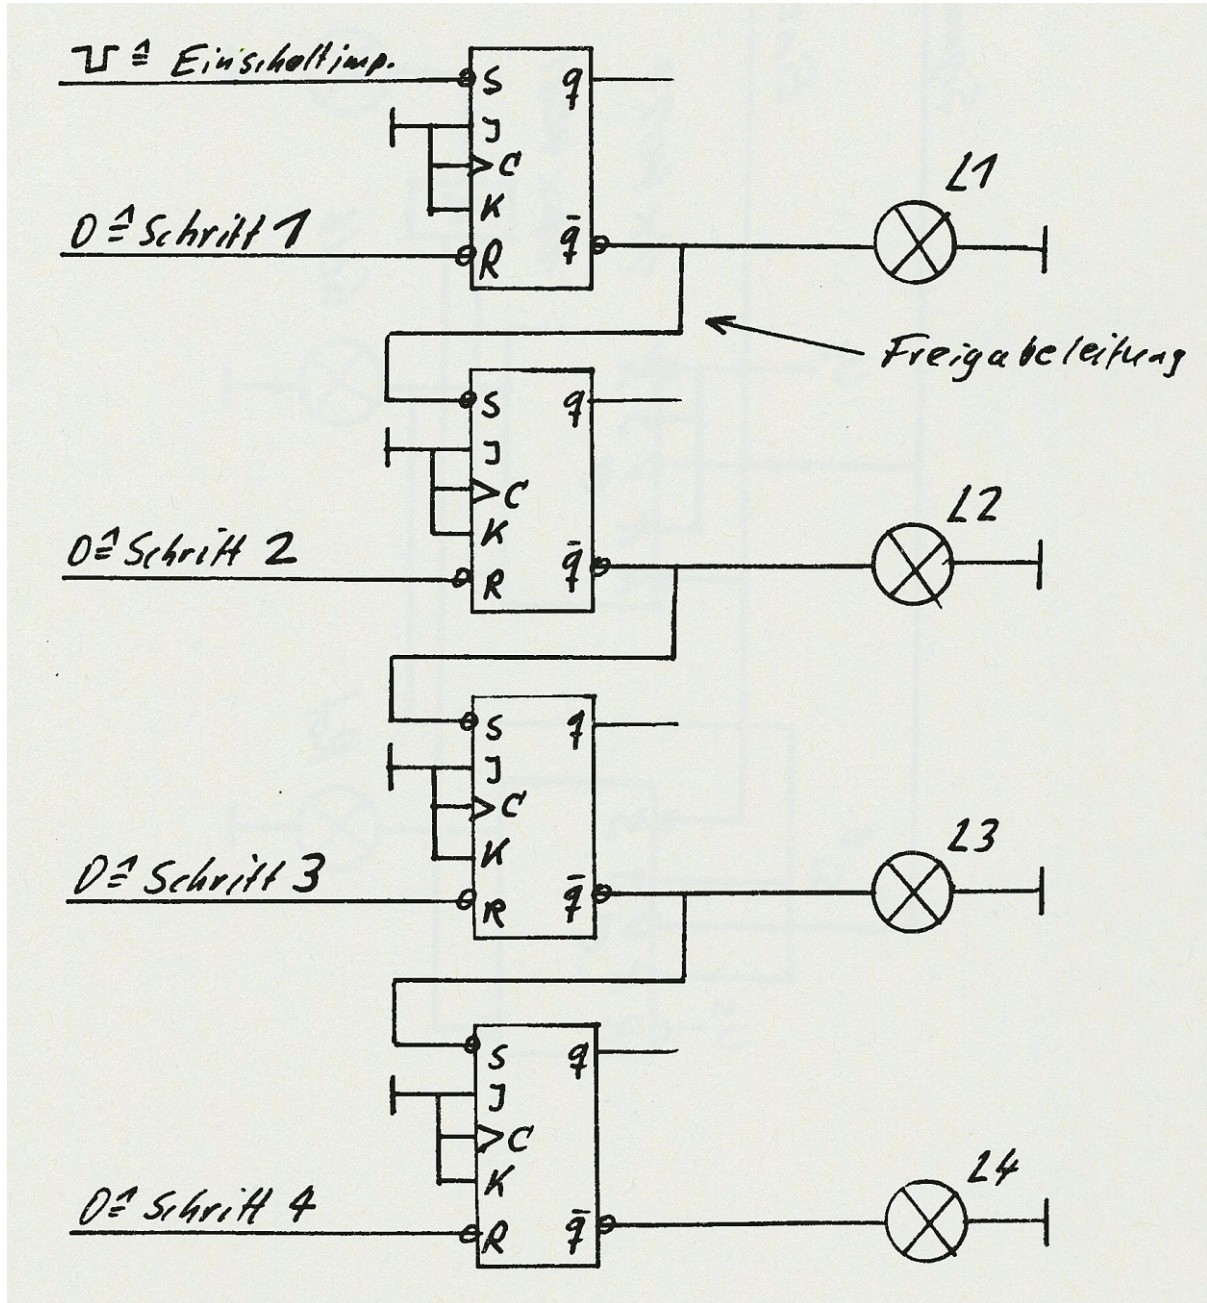 ≙ Einschaltimp.
S q
J
C
K
0≙Schritt 1
R q̄
L1
Freigabeleitung
S q
J
C
K
0≙Schritt 2
R q̄
L2
S q
J
C
K
0≙Schritt 3
R q̄
L3
S q
J
C
K
0≙Schritt 4
R q̄
L4